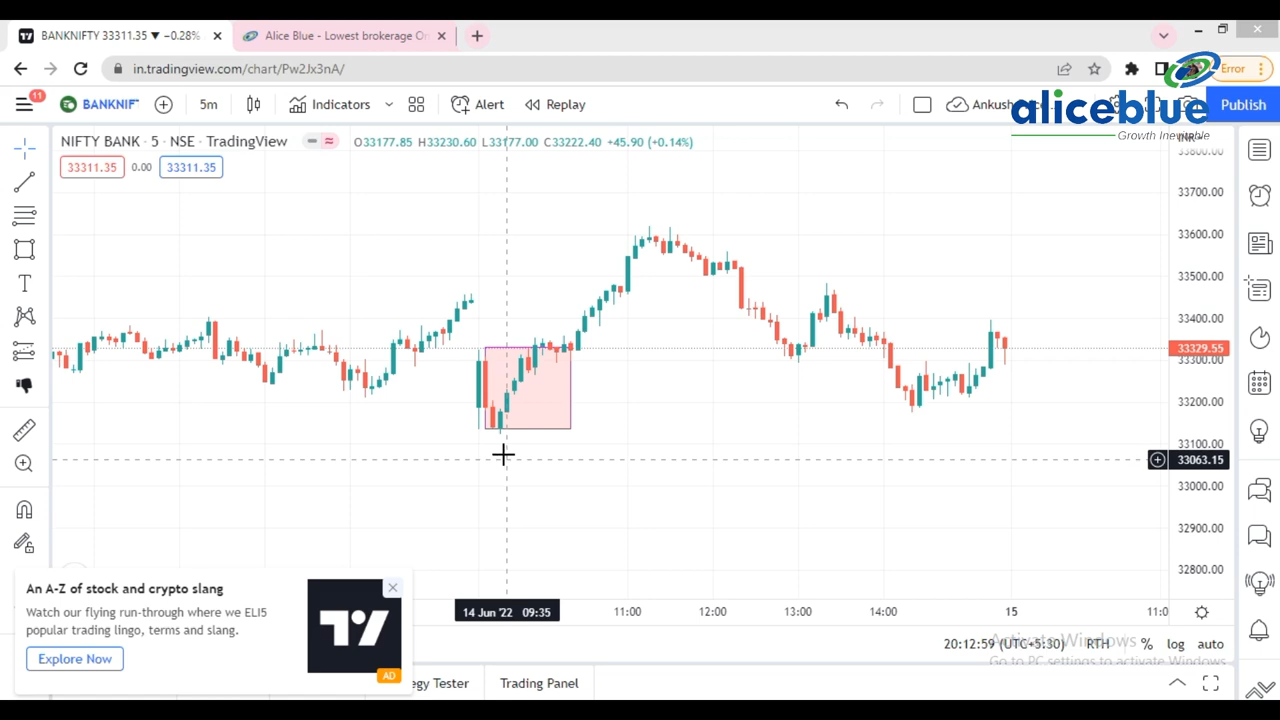 BANKNIFTY 33311.35 ▼ −0.28%
Alice Blue - Lowest brokerage On
in.tradingview.com/chart/Pw2Jx3nA/
Error
11
BANKNIF
5m
Indicators
Alert
Replay
Ankush
Publish
aliceblue
Growth Inevitable
NIFTY BANK · 5 · NSE · TradingView
O33177.85 H33230.60 L33177.00 C33222.40 +45.90 (+0.14%)
33311.35
0.00
33311.35
33800.00
33700.00
33600.00
33500.00
33400.00
33329.55
33300.00
33200.00
33100.00
33063.15
33000.00
32900.00
32800.00
An A-Z of stock and crypto slang
Watch our flying run-through where we ELI5
popular trading lingo, terms and slang.
Explore Now
AD
14 Jun '22 09:35
11:00
12:00
13:00
14:00
15
11:0
20:12:59 (UTC+5:30)
RTH
%
log
auto
Activate Windows
Go to PC settings to activate Windows.
egy Tester
Trading Panel